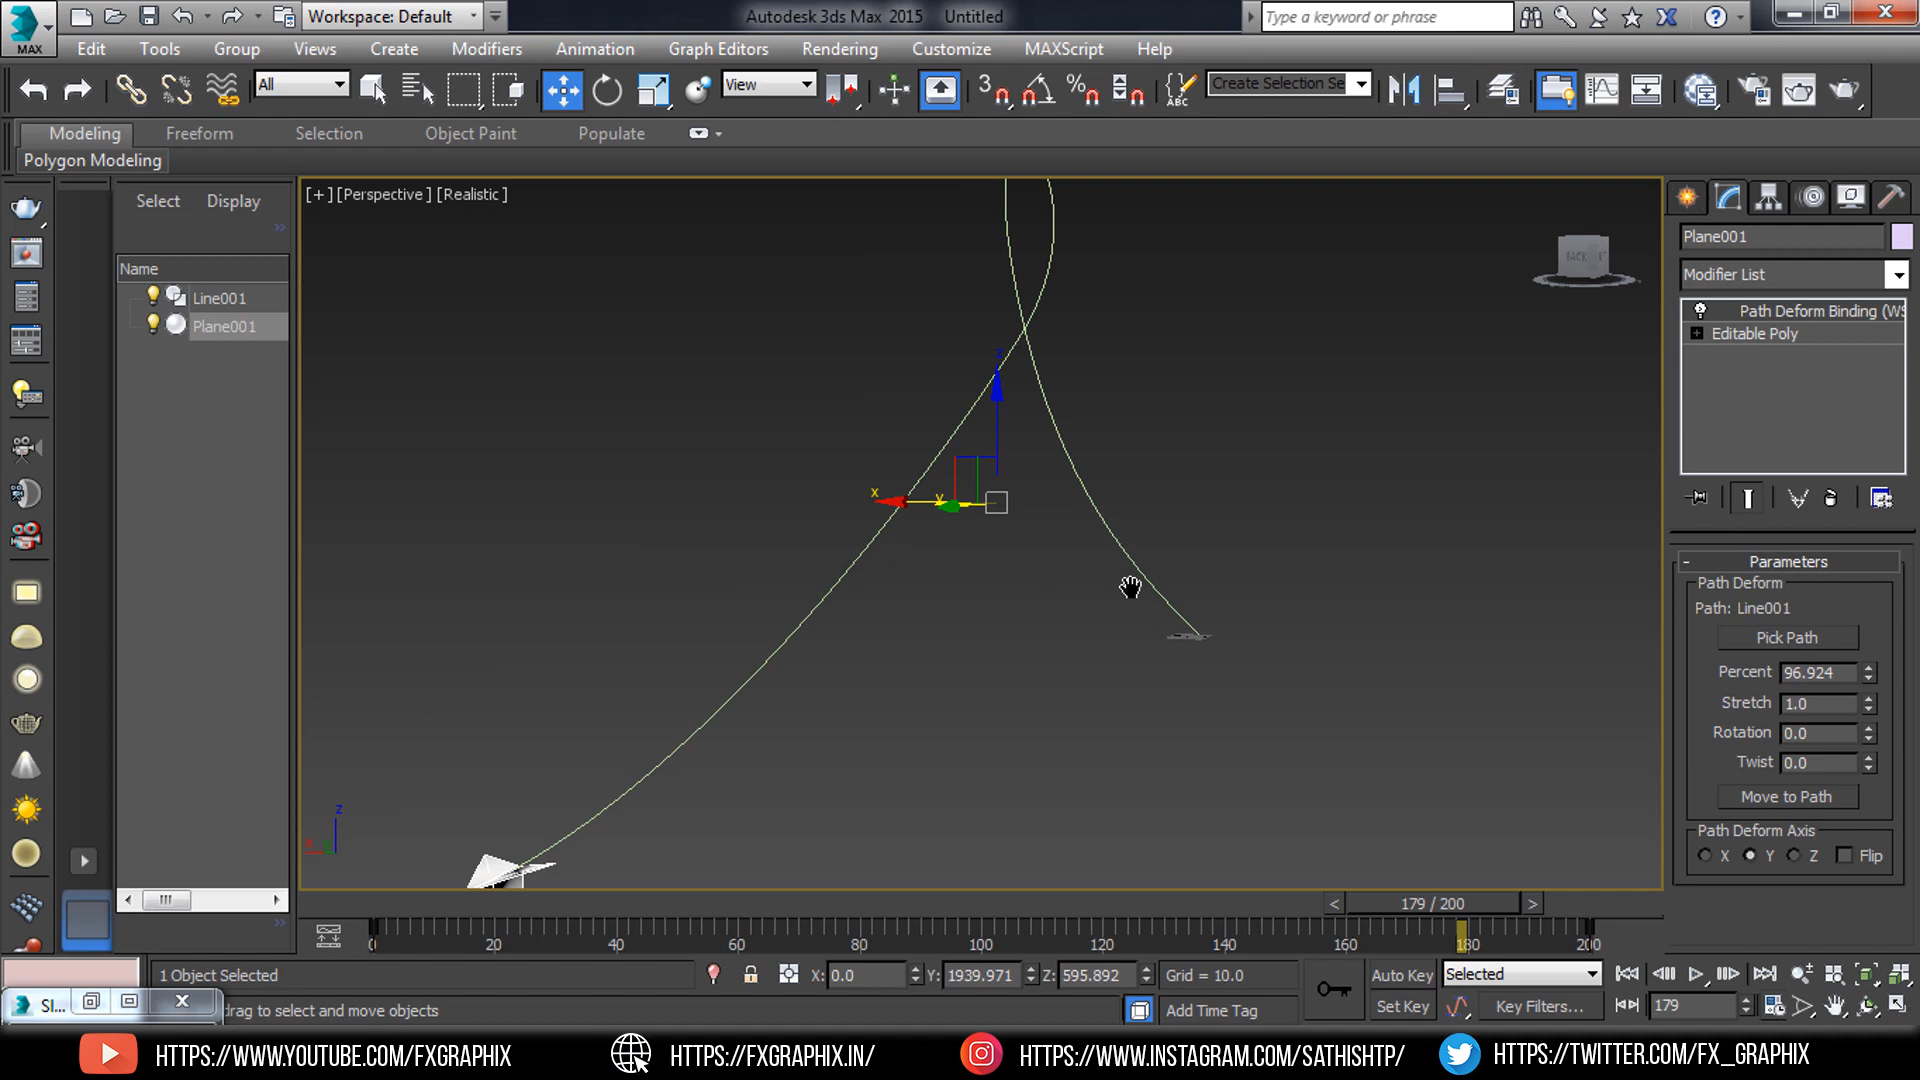 Workspace: Default
Autodesk 3ds Max 2015 Untitled
Type a keyword or phrase
MAX
Edit Tools Group Views Create Modifiers Animation Graph Editors Rendering Customize MAXScript Help
All
View
3
ABC
Create Selection Se
Modeling Freeform Selection Object Paint Populate
Polygon Modeling
Select Display
Name
Line001
Plane001
[+] [Perspective ] [Realistic ]
z
x
y
z
Plane001
Modifier List
Path Deform Binding (WS
Editable Poly
Parameters
Path Deform
Path: Line001
Pick Path
Percent 96.924
Stretch 1.0
Rotation 0.0
Twist 0.0
Move to Path
Path Deform Axis
X Y Z Flip
< 179 / 200 >
0 20 40 60 80 100 120 140 160 180 200
1 Object Selected
X: 0.0 Y: 1939.971 Z: 595.892 Grid = 10.0
Auto Key Selected
drag to select and move objects
Add Time Tag
Set Key Key Filters... 179
HTTPS://WWW.YOUTUBE.COM/FXGRAPHIX HTTPS://FXGRAPHIX.IN/ HTTPS://WWW.INSTAGRAM.COM/SATHISHTP/ HTTPS://TWITTER.COM/FX_GRAPHIX